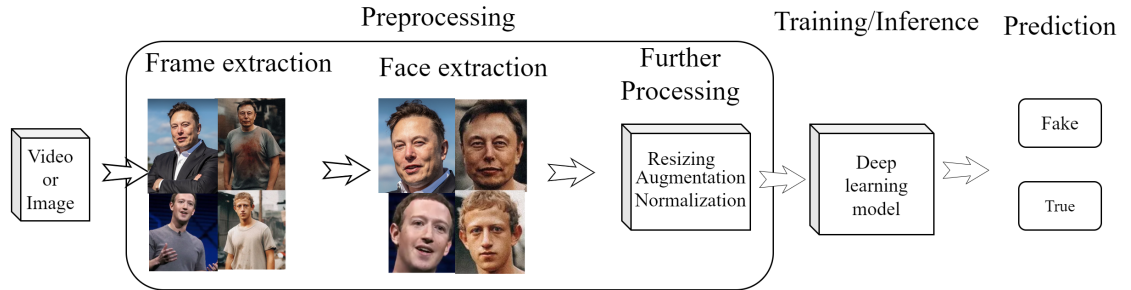 Preprocessing
Training/Inference
Prediction
Frame extraction
Face extraction
Further
Processing
Video
or
Image
Resizing
Augmentation
Normalization
Deep
learning
model
Fake
True